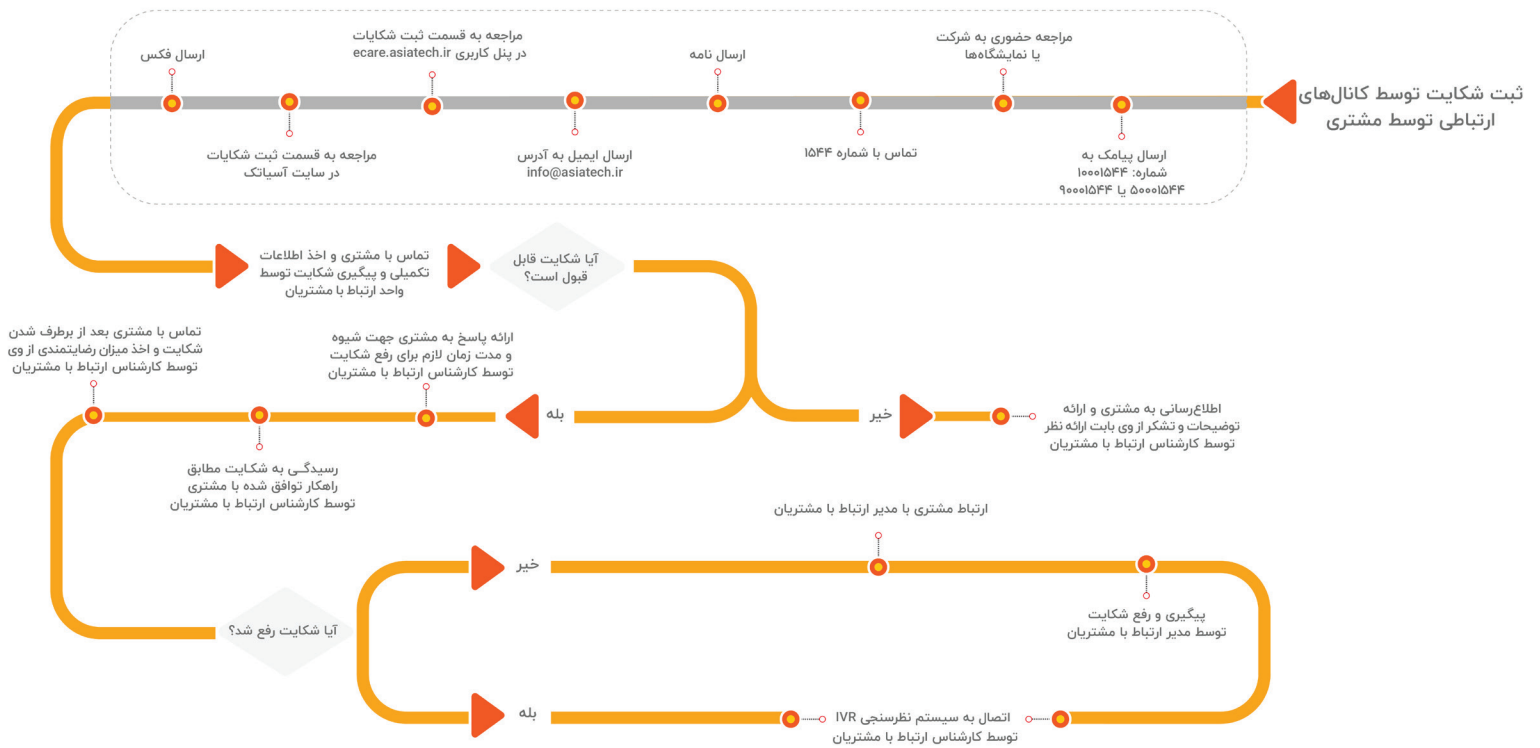 ثبت شکایت توسط کانال‌های
ارتباطی توسط مشتری
ارسال پیامک به
شماره: ۱۰۰۰۱۵۴۴
۵۰۰۰۱۵۴۴ یا ۹۰۰۰۱۵۴۴
مراجعه حضوری به شرکت
یا نمایشگاه‌ها
تماس با شماره ۱۵۴۴
ارسال نامه
ارسال ایمیل به آدرس
info@asiatech.ir
مراجعه به قسمت ثبت شکایات
در پنل کاربری ecare.asiatech.ir
مراجعه به قسمت ثبت شکایات
در سایت آسیاتک
ارسال فکس
تماس با مشتری و اخذ اطلاعات
تکمیلی و پیگیری شکایت توسط
واحد ارتباط با مشتریان
آیا شکایت قابل
قبول است؟
خیر
اطلاع‌رسانی به مشتری و ارائه
توضیحات و تشکر از وی بابت ارائه نظر
توسط کارشناس ارتباط با مشتریان
بله
ارائه پاسخ به مشتری جهت شیوه
و مدت زمان لازم برای رفع شکایت
توسط کارشناس ارتباط با مشتریان
رسیدگـی به شکـایت مطابق
راهکار توافق شده با مشتری
توسط کارشناس ارتباط با مشتریان
تماس با مشتری بعد از برطرف شدن
شکایت و اخذ میزان رضایتمندی از وی
توسط کارشناس ارتباط با مشتریان
آیا شکایت رفع شد؟
خیر
ارتباط مشتری با مدیر ارتباط با مشتریان
پیگیری و رفع شکایت
توسط مدیر ارتباط با مشتریان
بله
اتصال به سیستم نظرسنجی IVR
توسط کارشناس ارتباط با مشتریان